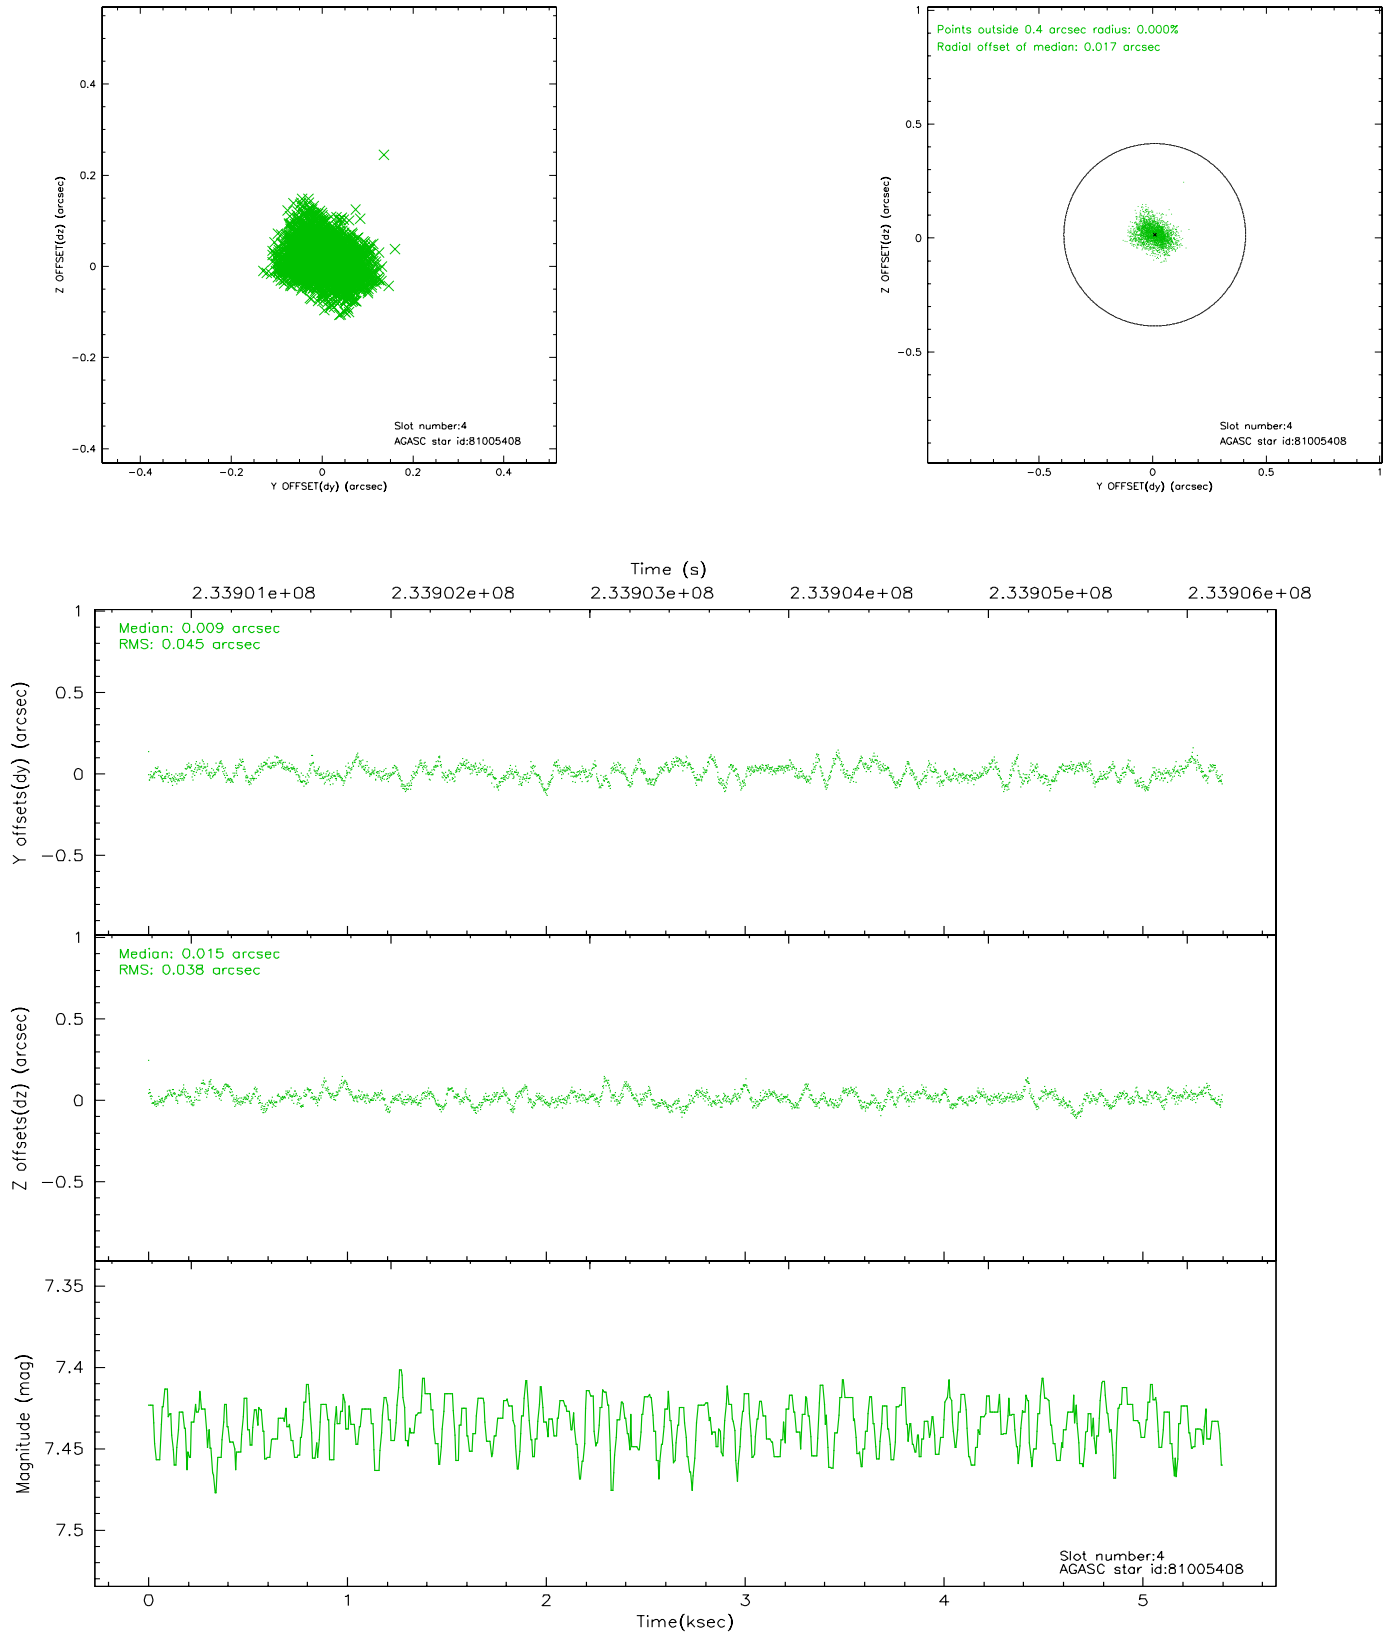 0.4
0.2
0
−0.2
−0.4
Z OFFSET(dz) (arcsec)
−0.4 −0.2 0 0.2 0.4
Y OFFSET(dy) (arcsec)
Slot number:4
AGASC star id:81005408
Points outside 0.4 arcsec radius: 0.000%
Radial offset of median: 0.017 arcsec
1
0.5
0
−0.5
Z OFFSET(dz) (arcsec)
−0.5 0 0.5 1
Y OFFSET(dy) (arcsec)
Slot number:4
AGASC star id:81005408
Time (s)
2.33901e+08 2.33902e+08 2.33903e+08 2.33904e+08 2.33905e+08 2.33906e+08
Median: 0.009 arcsec
RMS: 0.045 arcsec
1
0.5
0
−0.5
Y offsets(dy) (arcsec)
Median: 0.015 arcsec
RMS: 0.038 arcsec
1
0.5
0
−0.5
Z offsets(dz) (arcsec)
7.35
7.4
7.45
7.5
Magnitude (mag)
Slot number:4
AGASC star id:81005408
0 1 2 3 4 5
Time(ksec)